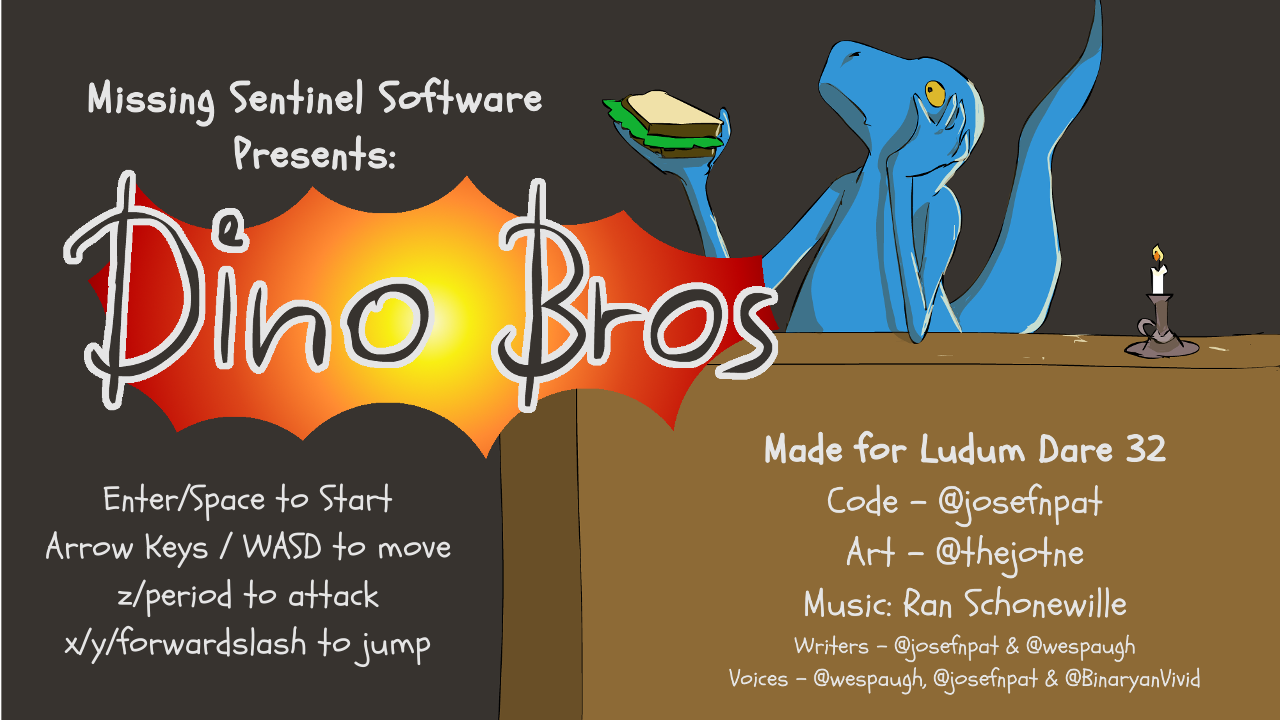 Missing Sentinel Software
Presents:
Dino Bros
Enter/Space to Start
Arrow Keys / WASD to move
z/period to attack
x/y/forwardslash to jump
Made for Ludum Dare 32
Code - @josefnpat
Art - @thejotne
Music: Ran Schonewille
Writers - @josefnpat & @wespaugh
Voices - @wespaugh, @josefnpat & @BinaryanVivid